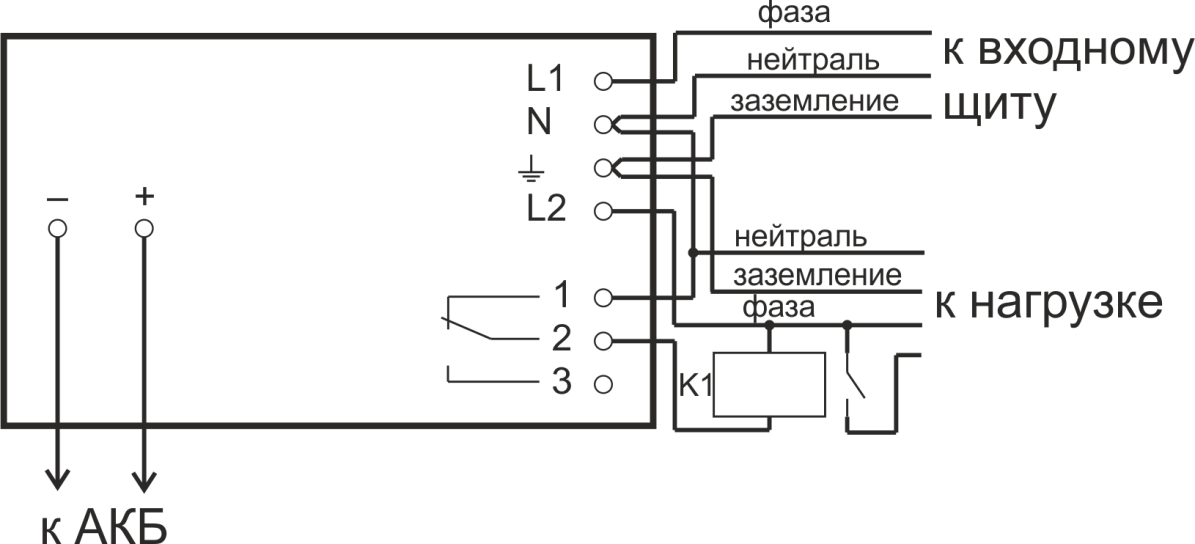 фаза
к входному
L1
нейтраль
N
заземление
щиту
– +
L2
нейтраль
заземление
1
к нагрузке
фаза
2
3
K1
к АКБ